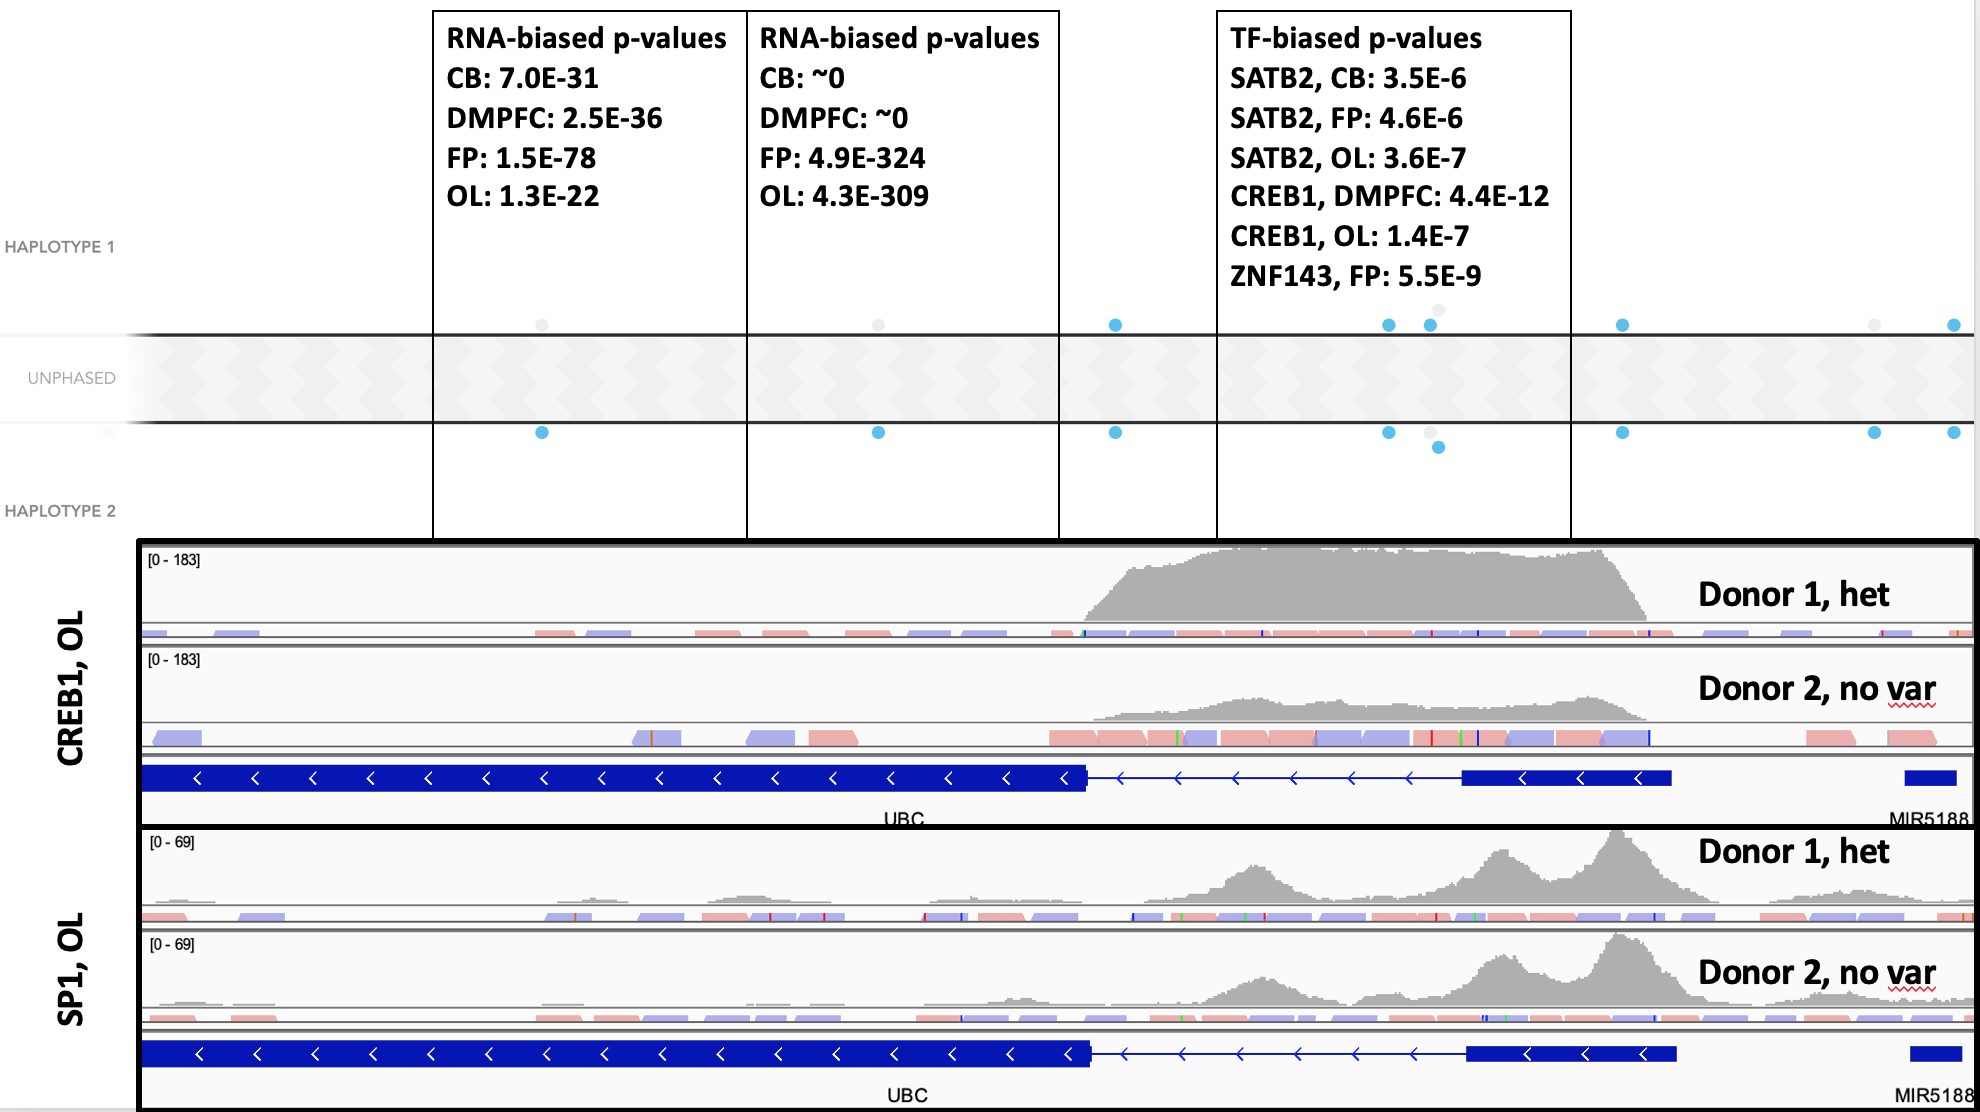 RNA-biased p-values
CB: 7.0E-31
DMPFC: 2.5E-36
FP: 1.5E-78
OL: 1.3E-22
RNA-biased p-values
CB: ~0
DMPFC: ~0
FP: 4.9E-324
OL: 4.3E-309
TF-biased p-values
SATB2, CB: 3.5E-6
SATB2, FP: 4.6E-6
SATB2, OL: 3.6E-7
CREB1, DMPFC: 4.4E-12
CREB1, OL: 1.4E-7
ZNF143, FP: 5.5E-9
HAPLOTYPE 1
UNPHASED
HAPLOTYPE 2
CREB1, OL
[0 - 183]
Donor 1, het
[0 - 183]
Donor 2, no var
UBC
MIR5188
SP1, OL
[0 - 69]
Donor 1, het
[0 - 69]
Donor 2, no var
UBC
MIR5188